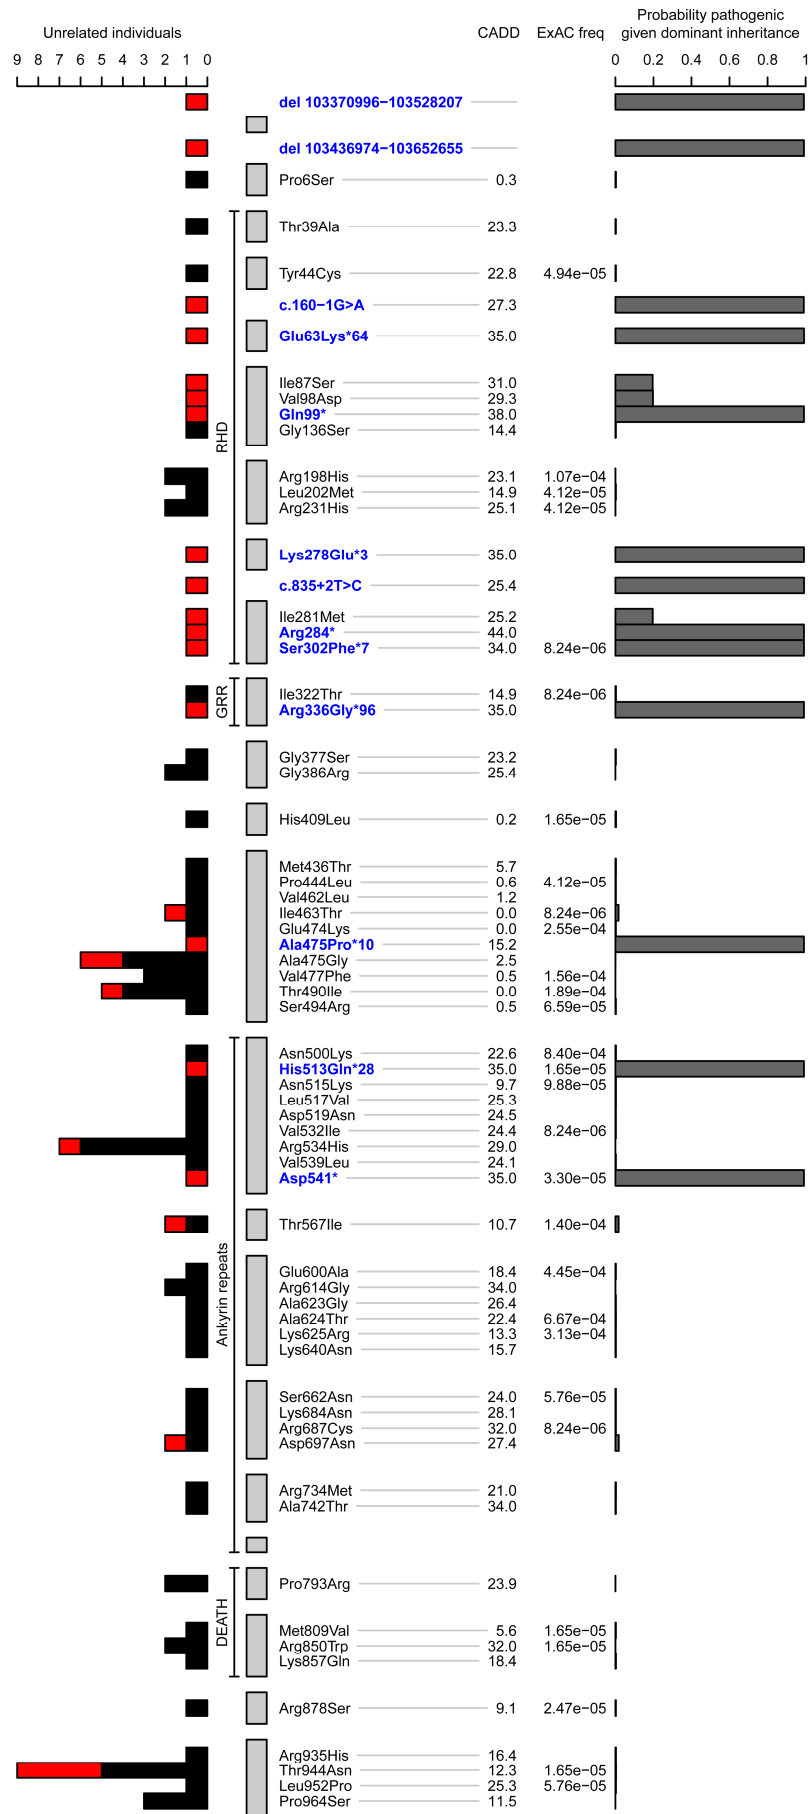 Probability pathogenic
Unrelated individuals CADD ExAC freq given dominant inheritance
9 8 7 6 5 4 3 2 1 0 0 0.2 0.4 0.6 0.8 1
del 103370996−103528207
del 103436974−103652655
Pro6Ser 0.3
Thr39Ala 23.3
Tyr44Cys 22.8 4.94e−05
c.160−1G>A 27.3
Glu63Lys*64 35.0
Ile87Ser 31.0
Val98Asp 29.3
Gln99* 38.0
Gly136Ser 14.4
RHD
Arg198His 23.1 1.07e−04
Leu202Met 14.9 4.12e−05
Arg231His 25.1 4.12e−05
Lys278Glu*3 35.0
c.835+2T>C 25.4
Ile281Met 25.2
Arg284* 44.0
Ser302Phe*7 34.0 8.24e−06
Ile322Thr 14.9 8.24e−06
GRR
Arg336Gly*96 35.0
Gly377Ser 23.2
Gly386Arg 25.4
His409Leu 0.2 1.65e−05
Met436Thr 5.7
Pro444Leu 0.6 4.12e−05
Val462Leu 1.2
Ile463Thr 0.0 8.24e−06
Glu474Lys 0.0 2.55e−04
Ala475Pro*10 15.2
Ala475Gly 2.5
Val477Phe 0.5 1.56e−04
Thr490Ile 0.0 1.89e−04
Ser494Arg 0.5 6.59e−05
Asn500Lys 22.6 8.40e−04
His513Gln*28 35.0 1.65e−05
Asn515Lys 9.7 9.88e−05
Leu517Val 25.3
Asp519Asn 24.5
Val532Ile 24.4 8.24e−06
Arg534His 29.0
Val539Leu 24.1
Asp541* 35.0 3.30e−05
Thr567Ile 10.7 1.40e−04
Ankyrin repeats
Glu600Ala 18.4 4.45e−04
Arg614Gly 34.0
Ala623Gly 26.4
Ala624Thr 22.4 6.67e−04
Lys625Arg 13.3 3.13e−04
Lys640Asn 15.7
Ser662Asn 24.0 5.76e−05
Lys684Asn 28.1
Arg687Cys 32.0 8.24e−06
Asp697Asn 27.4
Arg734Met 21.0
Ala742Thr 34.0
Pro793Arg 23.9
DEATH
Met809Val 5.6 1.65e−05
Arg850Trp 32.0 1.65e−05
Lys857Gln 18.4
Arg878Ser 9.1 2.47e−05
Arg935His 16.4
Thr944Asn 12.3 1.65e−05
Leu952Pro 25.3 5.76e−05
Pro964Ser 11.5